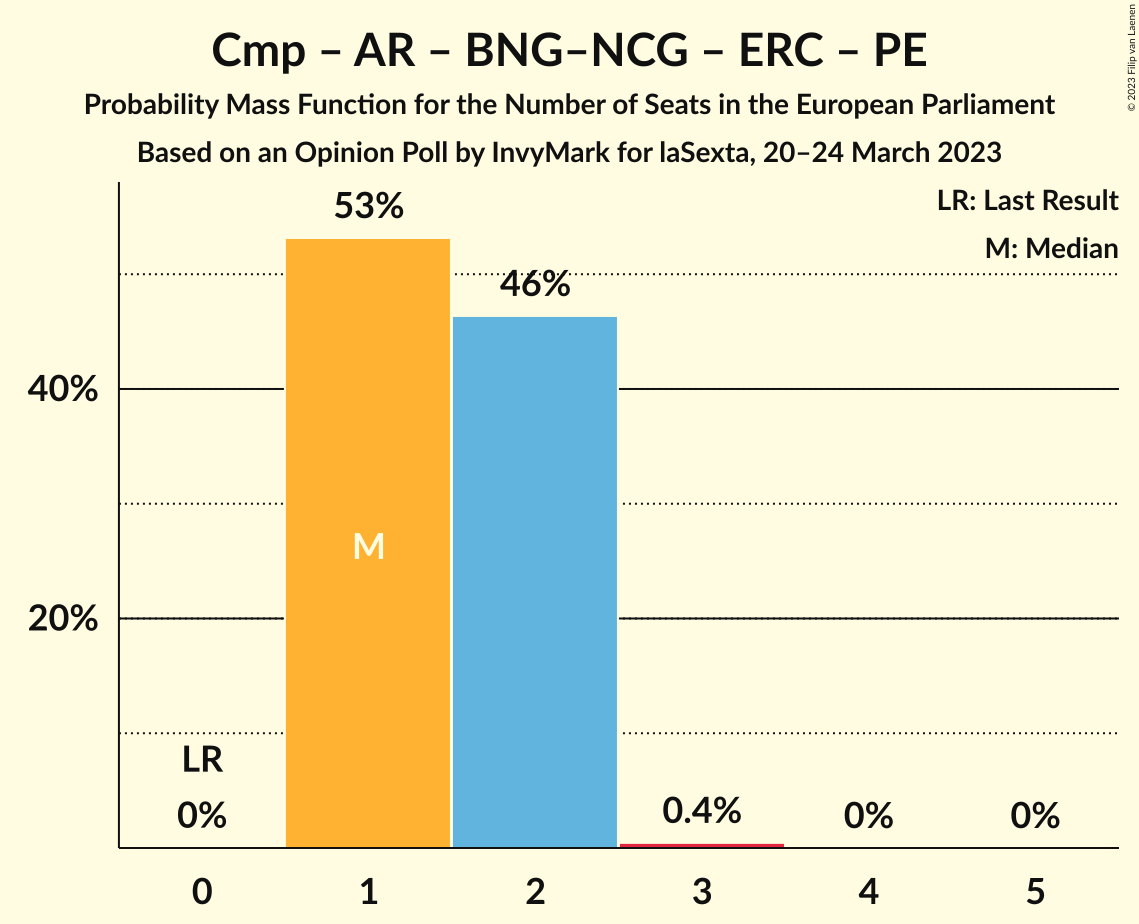 Cmp – AR – BNG–NCG – ERC – PE
Probability Mass Function for the Number of Seats in the European Parliament
Based on an Opinion Poll by InvyMark for laSexta, 20–24 March 2023
© 2023 Filip van Laenen
LR: Last Result
M: Median
53%
46%
40%
M
20%
LR
0%
0.4%
0%
0%
0 1 2 3 4 5